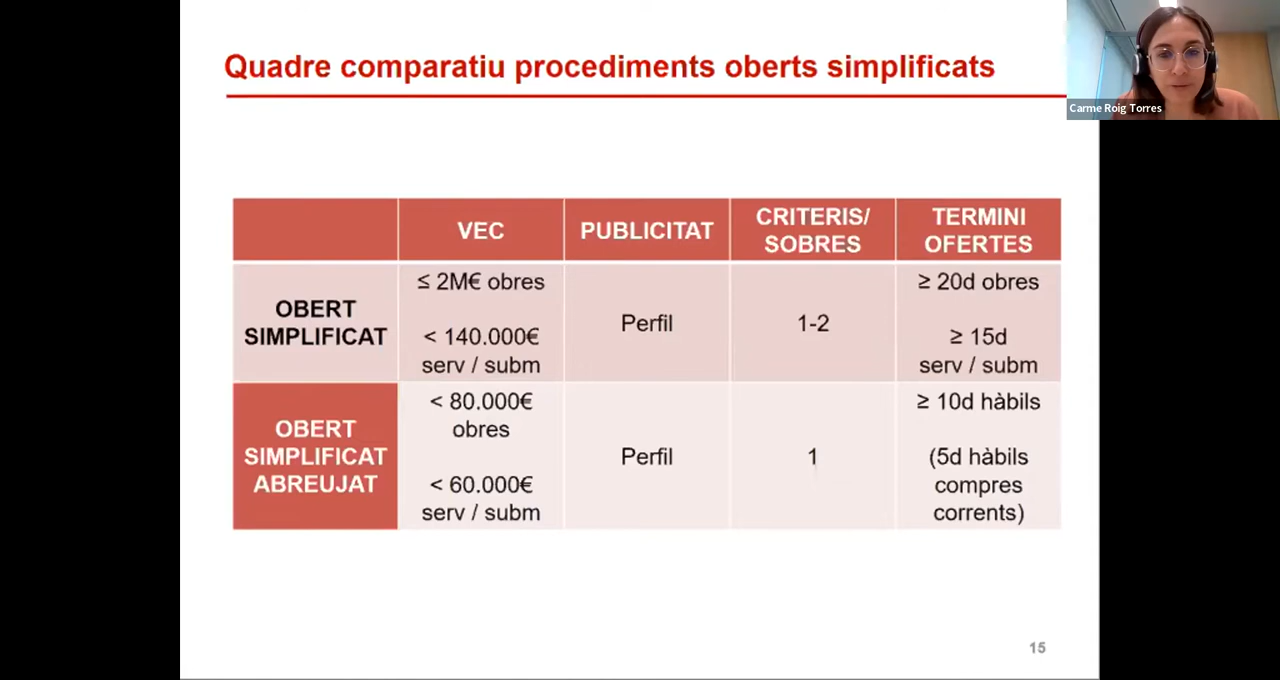 Quadre comparatiu procediments oberts simplificats
Carme Roig Torres
VEC
PUBLICITAT
CRITERIS/
SOBRES
TERMINI
OFERTES
OBERT
SIMPLIFICAT
≤ 2M€ obres
< 140.000€
serv / subm
Perfil
1-2
≥ 20d obres
≥ 15d
serv / subm
OBERT
SIMPLIFICAT
ABREUJAT
< 80.000€
obres
< 60.000€
serv / subm
Perfil
1
≥ 10d hàbils
(5d hàbils
compres
corrents)
15